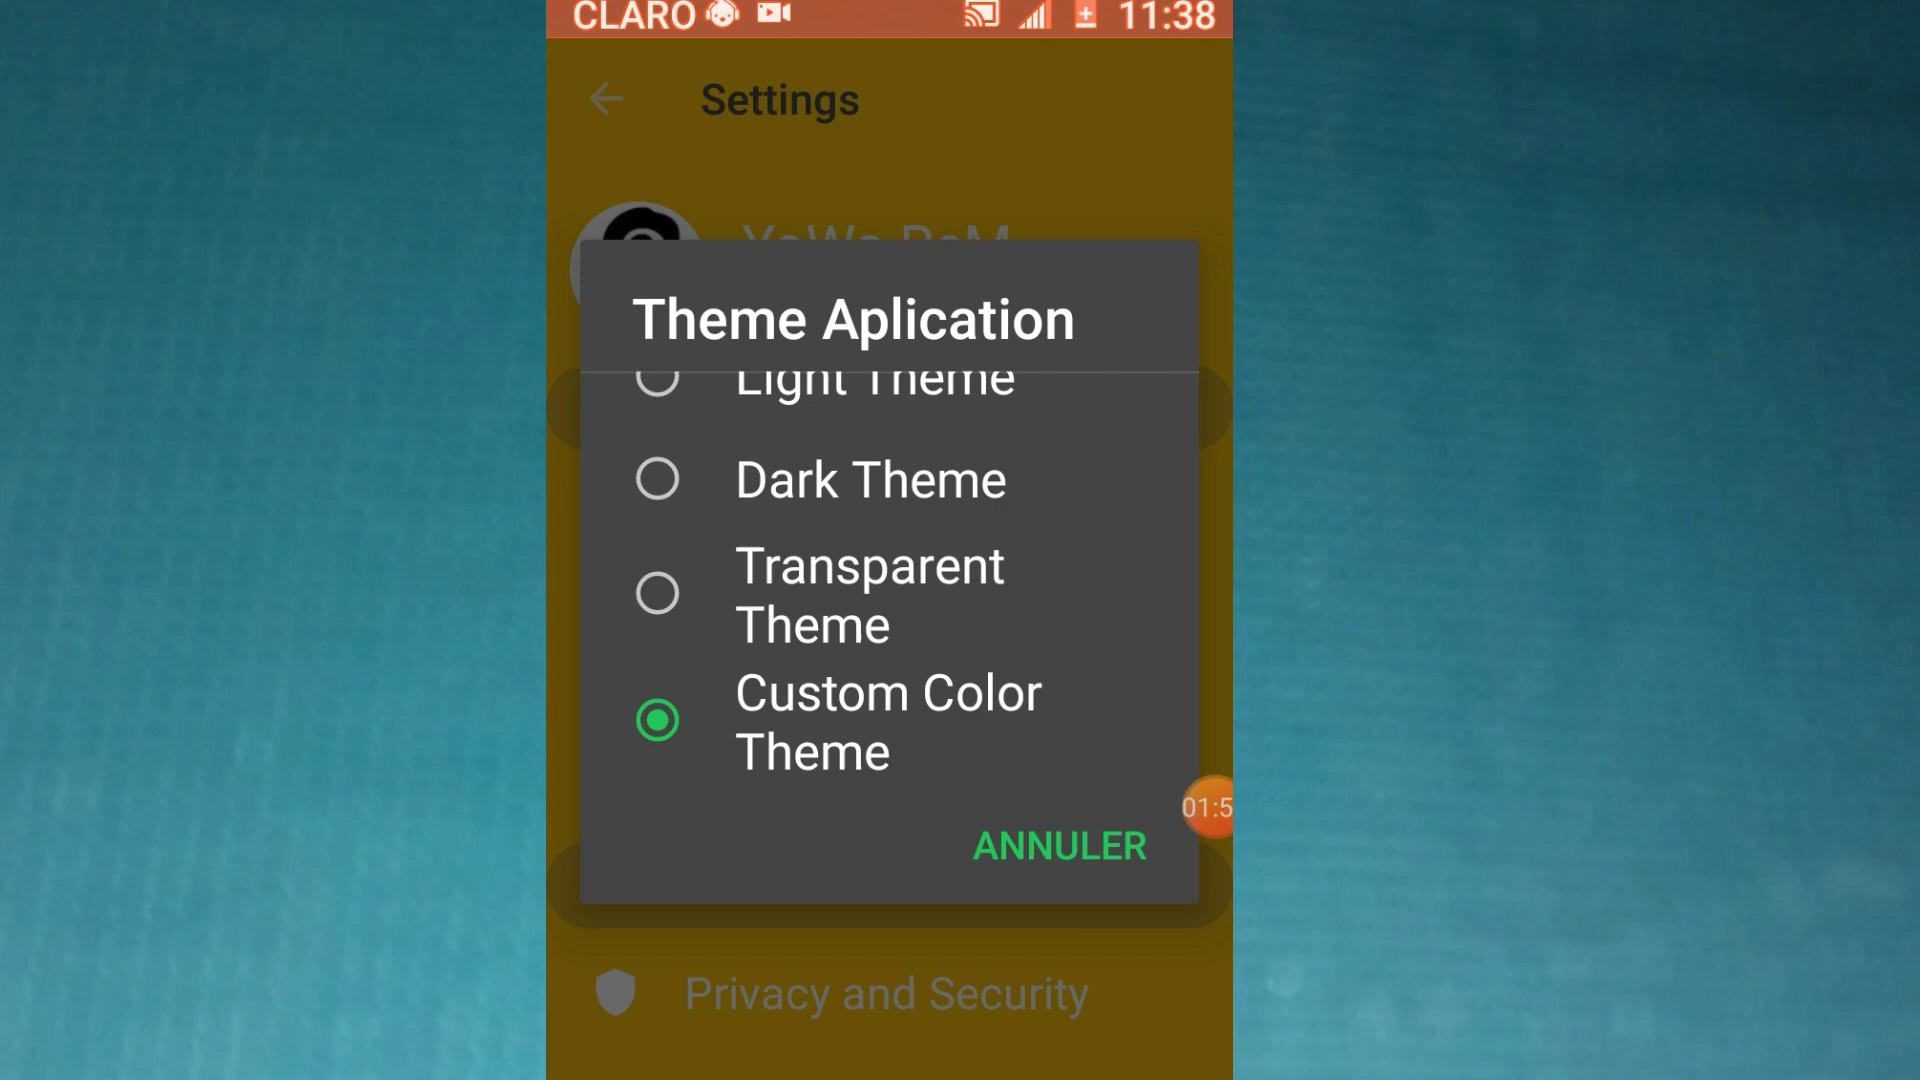 CLARO 11:38
Settings
Theme Aplication
Light Theme
Dark Theme
Transparent
Theme
Custom Color
Theme
01:5
ANNULER
Privacy and Security